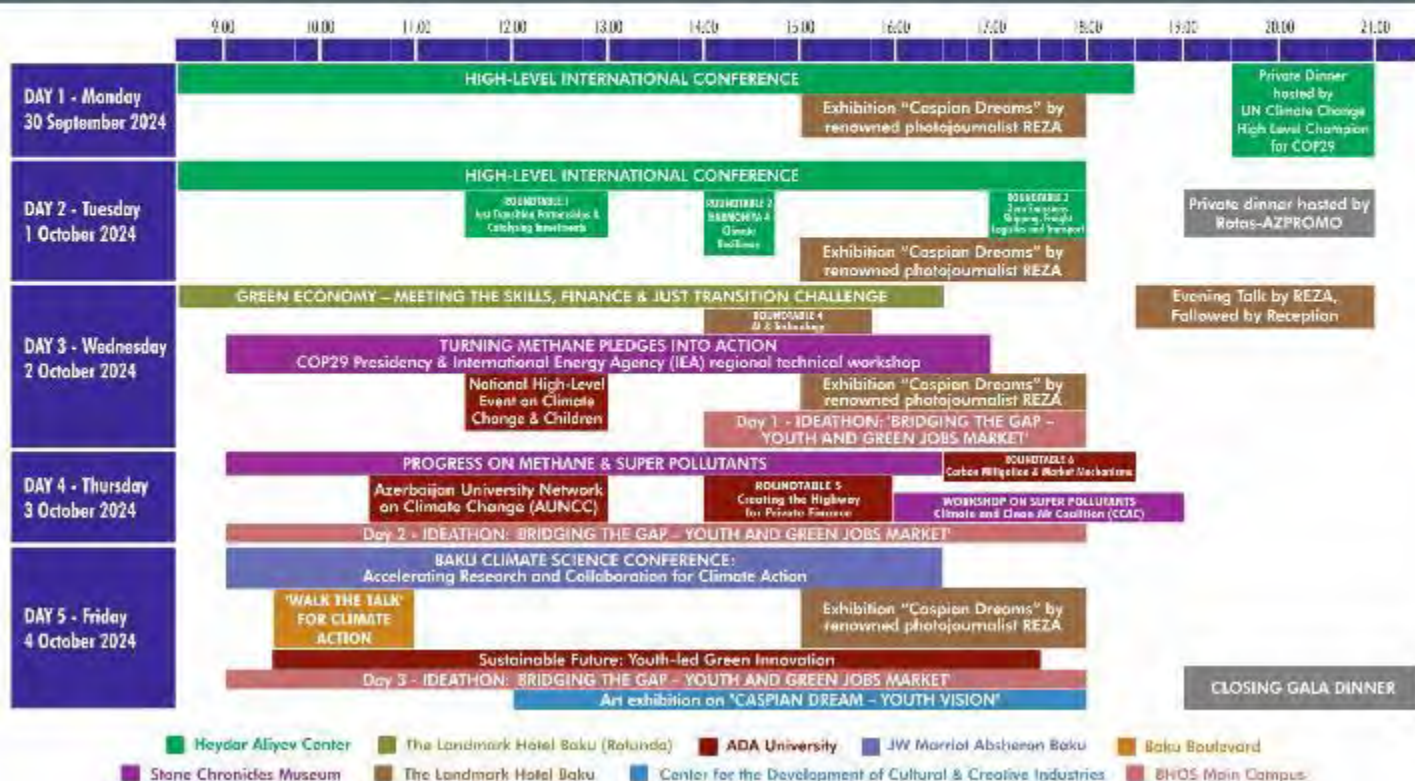 9.00 10.00 11.00 12.00 13.00 14.00 15.00 16.00 17.00 18.00 19.00 20.00 21.00
DAY 1 - Monday
30 September 2024
HIGH-LEVEL INTERNATIONAL CONFERENCE
Exhibition "Caspian Dreams" by
renowned photojournalist REZA
Private Dinner
hosted by
UN Climate Change
High Level Champion
for COP29
DAY 2 - Tuesday
1 October 2024
HIGH-LEVEL INTERNATIONAL CONFERENCE
ROUNDTABLE 1
Just Transition Partnerships &
Catalysing Investments
ROUNDTABLE 2
Climate
Resilience
ROUNDTABLE 3
Zero Emissions
Shipping, Freight
Logistics and Transport
Exhibition "Caspian Dreams" by
renowned photojournalist REZA
Private dinner hosted by
Rotas-AZPROMO
DAY 3 - Wednesday
2 October 2024
GREEN ECONOMY – MEETING THE SKILLS, FINANCE & JUST TRANSITION CHALLENGE
ROUNDTABLE 4
AI & Technology
TURNING METHANE PLEDGES INTO ACTION
COP29 Presidency & International Energy Agency (IEA) regional technical workshop
National High-Level
Event on Climate
Change & Children
Exhibition "Caspian Dreams" by
renowned photojournalist REZA
Day 1 - IDEATHON: 'BRIDGING THE GAP –
YOUTH AND GREEN JOBS MARKET'
Evening Talk by REZA,
Followed by Reception
DAY 4 - Thursday
3 October 2024
PROGRESS ON METHANE & SUPER POLLUTANTS
ROUNDTABLE 6
Carbon Mitigation & Market Mechanisms
Azerbaijan University Network
on Climate Change (AUNCC)
ROUNDTABLE 5
Creating the Highway
for Private Finance
WORKSHOP ON SUPER POLLUTANTS
Climate and Clean Air Coalition (CCAC)
Day 2 - IDEATHON: 'BRIDGING THE GAP – YOUTH AND GREEN JOBS MARKET'
DAY 5 - Friday
4 October 2024
BAKU CLIMATE SCIENCE CONFERENCE:
Accelerating Research and Collaboration for Climate Action
'WALK THE TALK'
FOR CLIMATE
ACTION
Exhibition "Caspian Dreams" by
renowned photojournalist REZA
Sustainable Future: Youth-led Green Innovation
Day 3 - IDEATHON: 'BRIDGING THE GAP – YOUTH AND GREEN JOBS MARKET'
Art exhibition on "CASPIAN DREAM – YOUTH VISION"
CLOSING GALA DINNER
Heydar Aliyev Center The Landmark Hotel Baku (Rotunda) ADA University JW Marriot Absheron Baku Baku Boulevard
Stone Chronicles Museum The Landmark Hotel Baku Center for the Development of Cultural & Creative Industries BHOS Main Campus